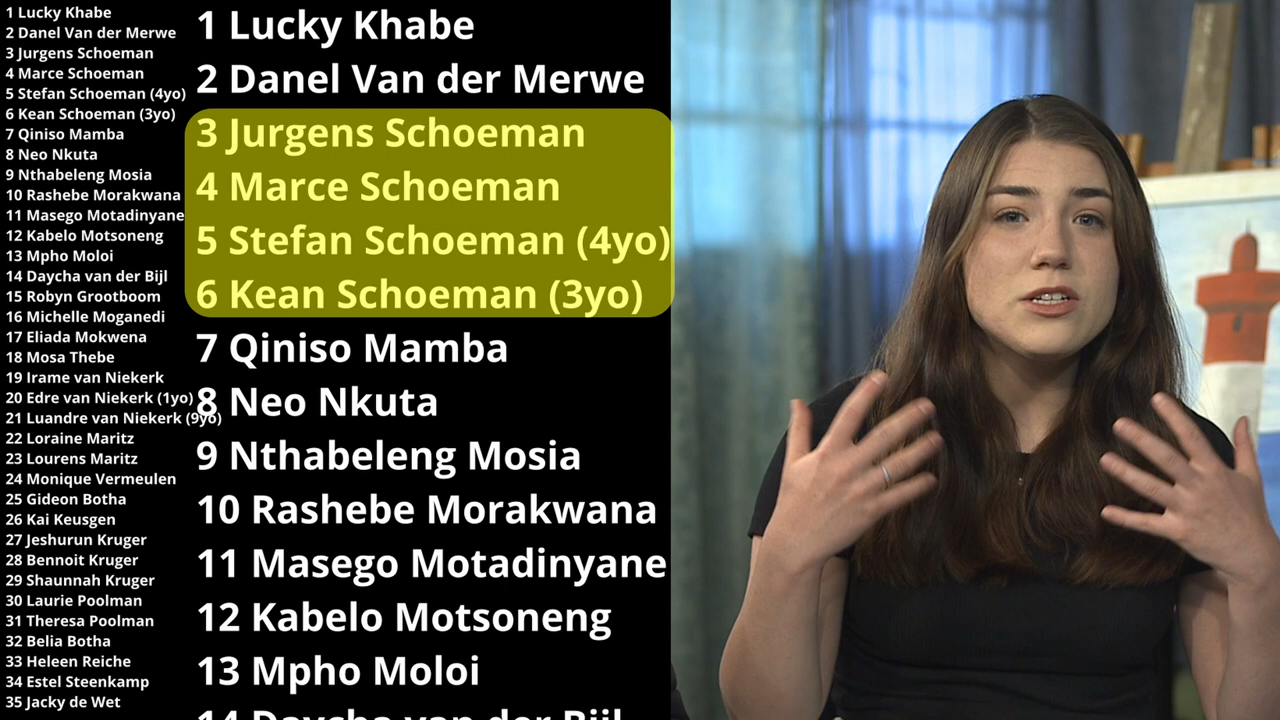 1 Lucky Khabe
2 Danel Van der Merwe
3 Jurgens Schoeman
4 Marce Schoeman
5 Stefan Schoeman (4yo)
6 Kean Schoeman (3yo)
7 Qiniso Mamba
8 Neo Nkuta
9 Nthabeleng Mosia
10 Rashebe Morakwana
11 Masego Motadinyane
12 Kabelo Motsoneng
13 Mpho Moloi
14 Daycha van der Bijl
15 Robyn Grootboom
16 Michelle Moganedi
17 Eliada Mokwena
18 Mosa Thebe
19 Irame van Niekerk
20 Edre van Niekerk (1yo)
21 Luandre van Niekerk (9yo)
22 Loraine Maritz
23 Lourens Maritz
24 Monique Vermeulen
25 Gideon Botha
26 Kai Keusgen
27 Jeshurun Kruger
28 Bennoit Kruger
29 Shaunnah Kruger
30 Laurie Poolman
31 Theresa Poolman
32 Belia Botha
33 Heleen Reiche
34 Estel Steenkamp
35 Jacky de Wet
1 Lucky Khabe
2 Danel Van der Merwe
3 Jurgens Schoeman
4 Marce Schoeman
5 Stefan Schoeman (4yo)
6 Kean Schoeman (3yo)
7 Qiniso Mamba
8 Neo Nkuta
9 Nthabeleng Mosia
10 Rashebe Morakwana
11 Masego Motadinyane
12 Kabelo Motsoneng
13 Mpho Moloi
14 Daycha van der Bijl